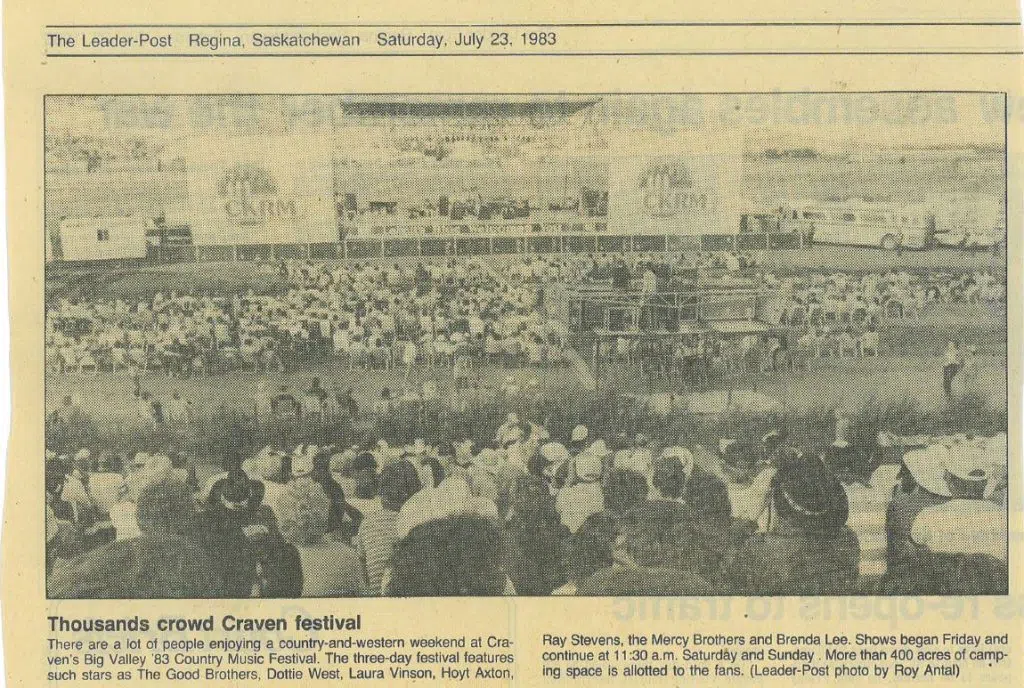 The Leader-Post Regina, Saskatchewan Saturday, July 23, 1983
CKRM
CKRM
Thousands crowd Craven festival
There are a lot of people enjoying a country-and-western weekend at Cra-
ven's Big Valley '83 Country Music Festival. The three-day festival features
such stars as The Good Brothers, Dottie West, Laura Vinson, Hoyt Axton,
Ray Stevens, the Mercy Brothers and Brenda Lee. Shows began Friday and
continue at 11:30 a.m. Saturday and Sunday . More than 400 acres of camp-
ing space is allotted to the fans. (Leader-Post photo by Roy Antal)